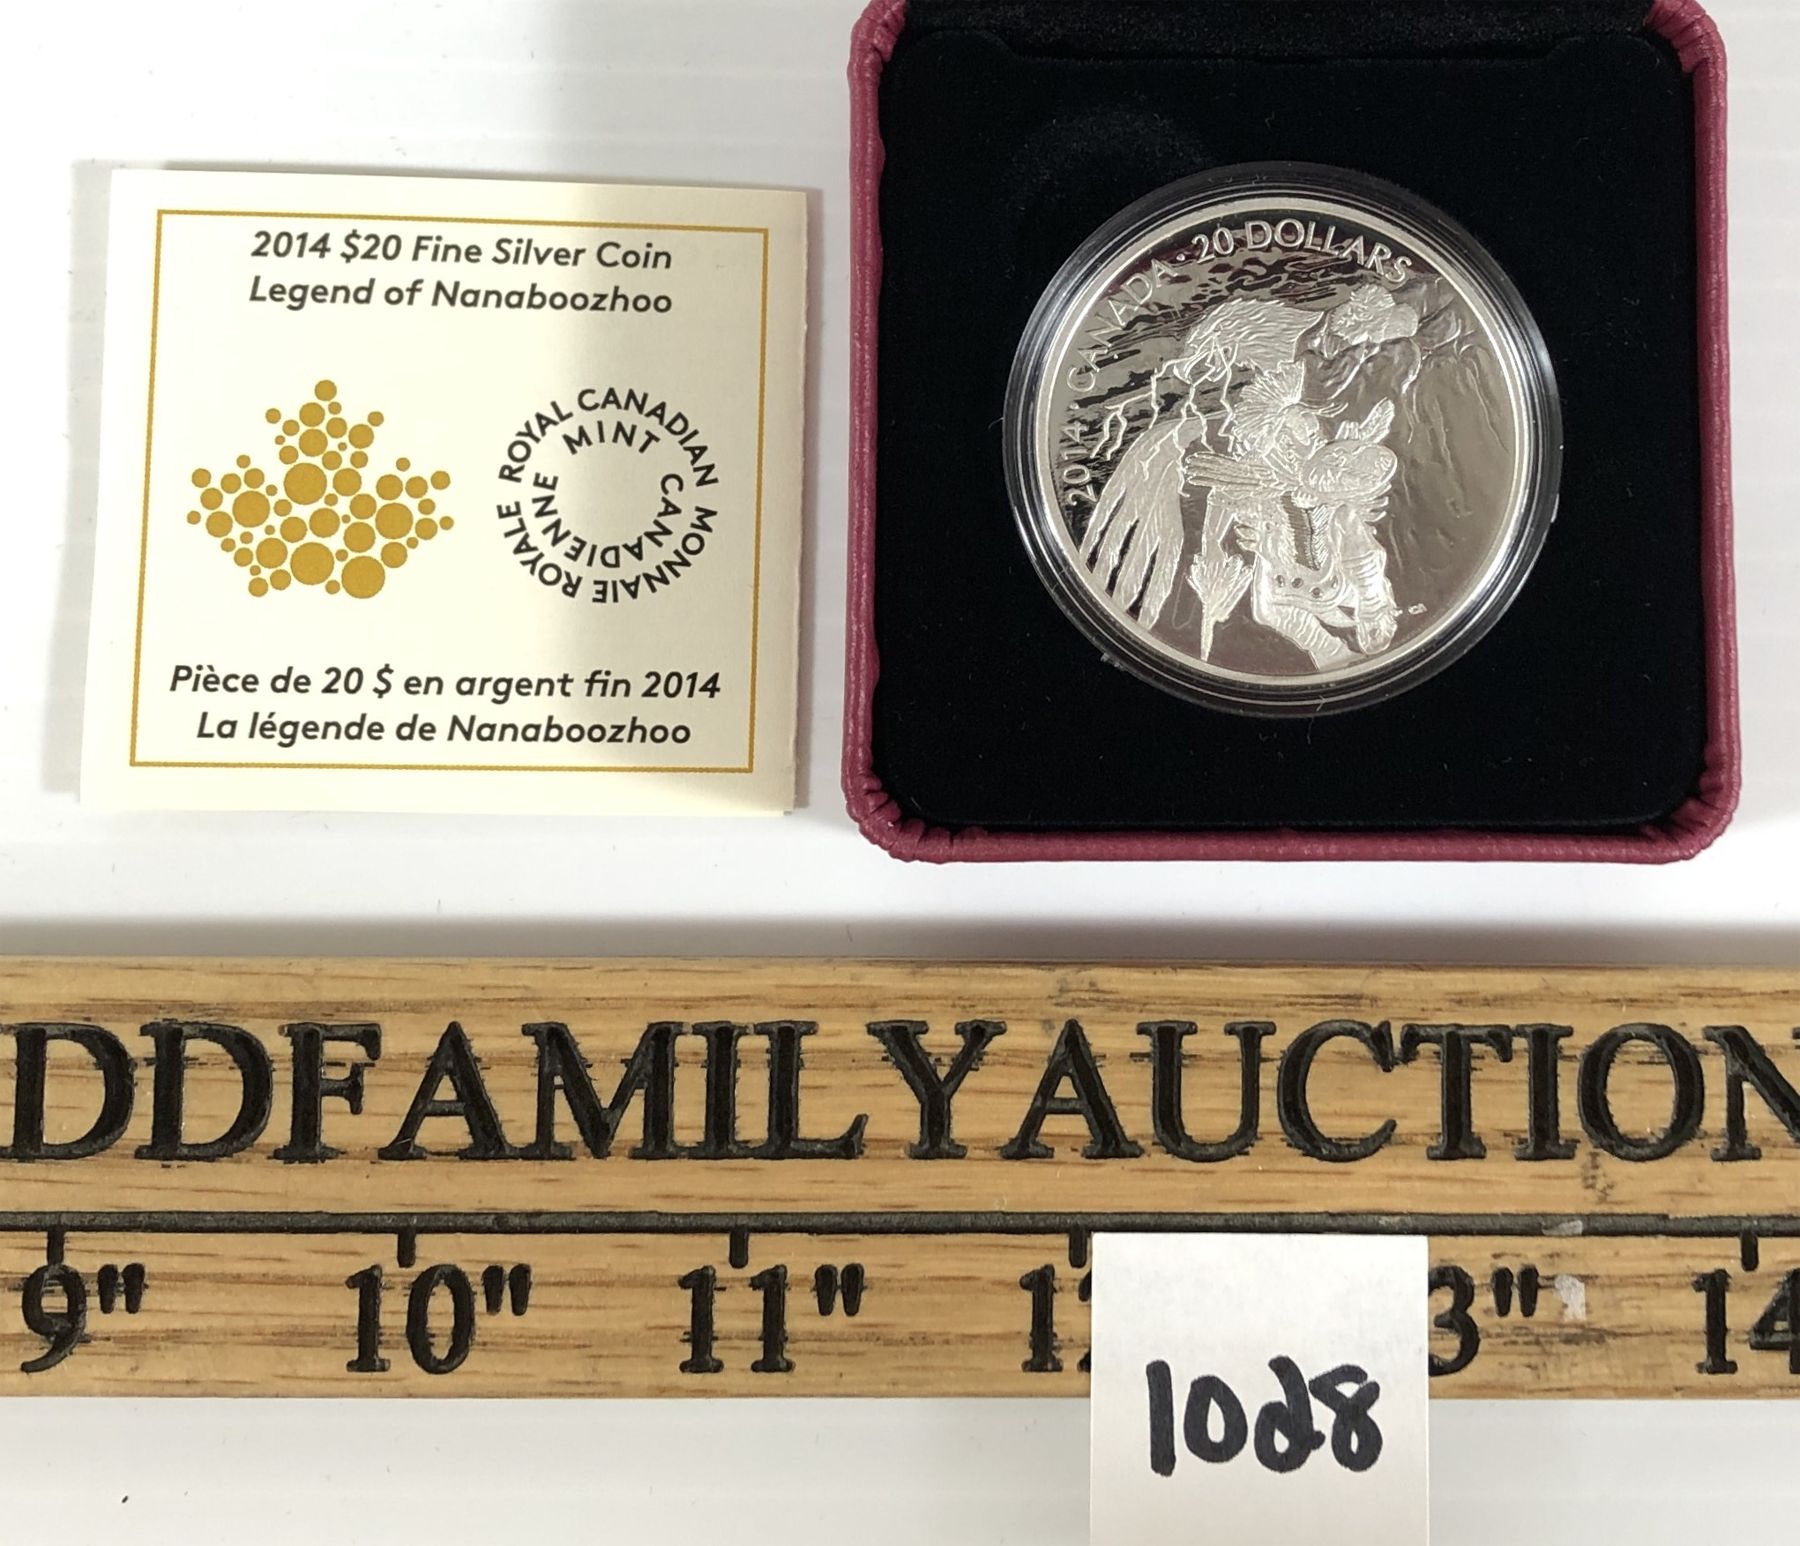 2014 $20 Fine Silver Coin
Legend of Nanaboozhoo
ROYAL CANADIAN MINT
MONNAIE ROYALE CANADIENNE
Pièce de 20 $ en argent fin 2014
La légende de Nanaboozhoo
2014 · CANADA · 20 DOLLARS
DDFAMILYAUCTION
9" 10" 11" 3" 14
1028